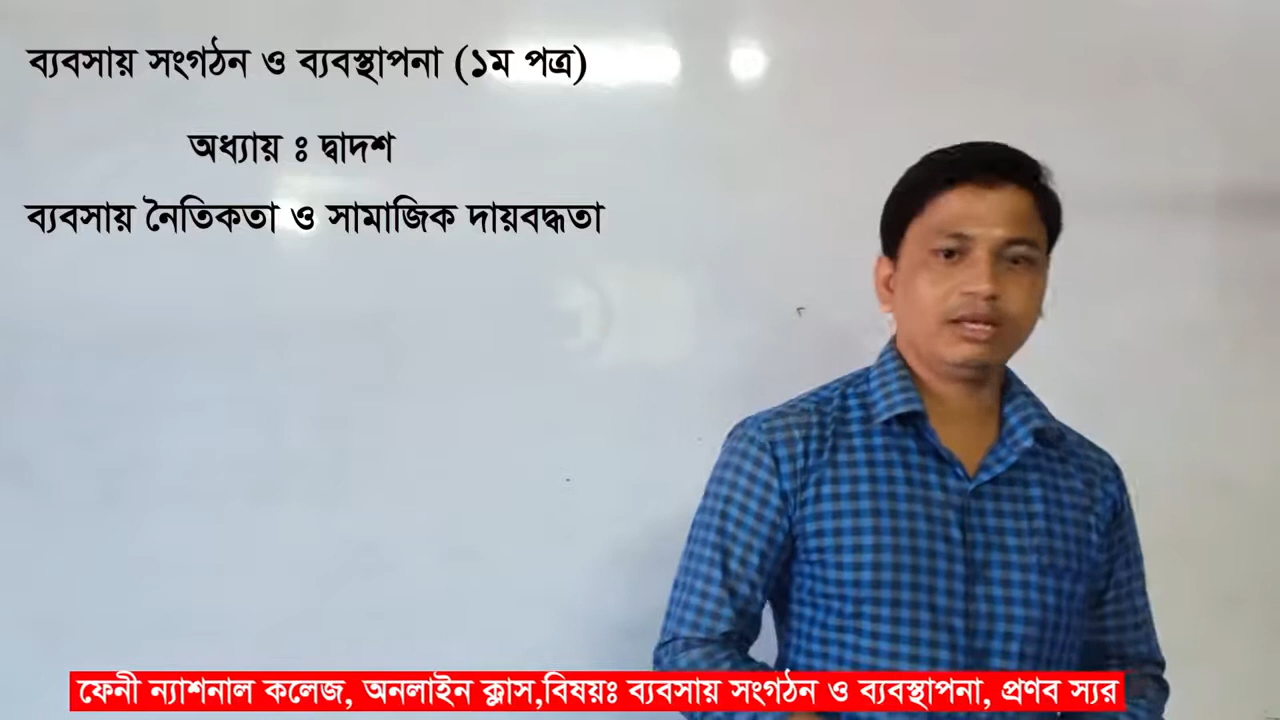 ব্যবসায় সংগঠন ও ব্যবস্থাপনা (১ম পত্র)
অধ্যায় ঃ দ্বাদশ
ব্যবসায় নৈতিকতা ও সামাজিক দায়বদ্ধতা
ফেনী ন্যাশনাল কলেজ, অনলাইন ক্লাস,বিষয়ঃ ব্যবসায় সংগঠন ও ব্যবস্থাপনা, প্রণব স্যর